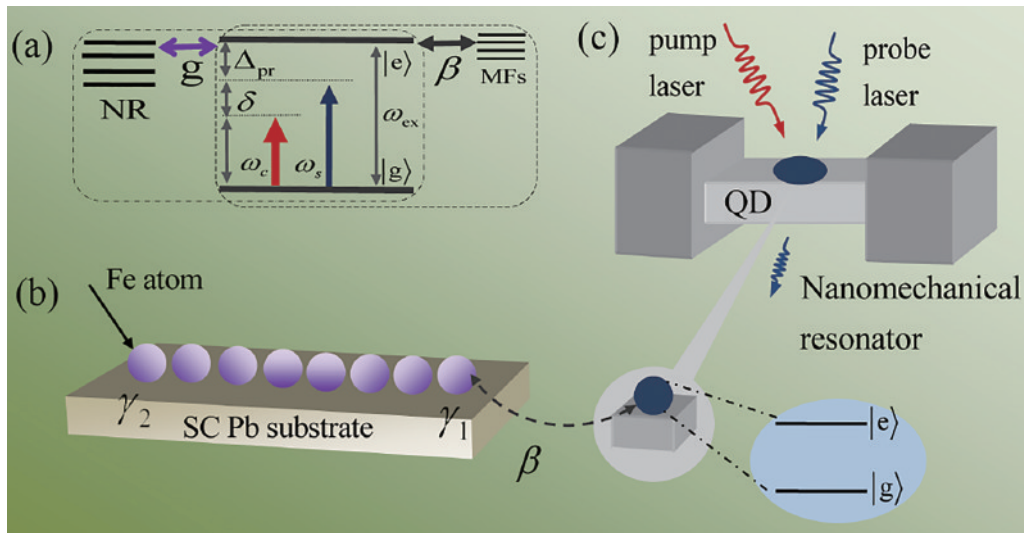 (a)
NR
g
Δpr
δ
ωc
ωs
ωex
|e⟩
|g⟩
β
MFs
(b)
Fe atom
γ2
γ1
SC Pb substrate
β
(c)
pump
laser
probe
laser
QD
Nanomechanical
resonator
|e⟩
|g⟩